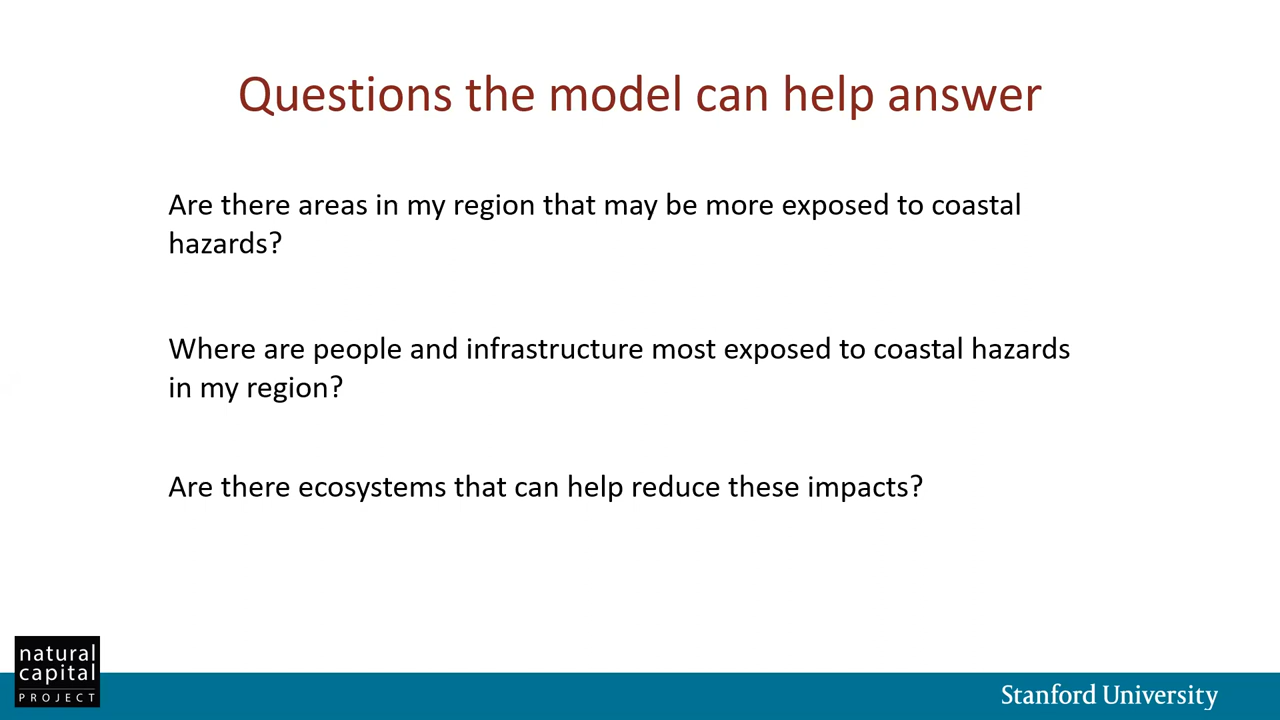 Questions the model can help answer
Are there areas in my region that may be more exposed to coastal
hazards?
Where are people and infrastructure most exposed to coastal hazards
in my region?
Are there ecosystems that can help reduce these impacts?
natural
capital
PROJECT
Stanford University